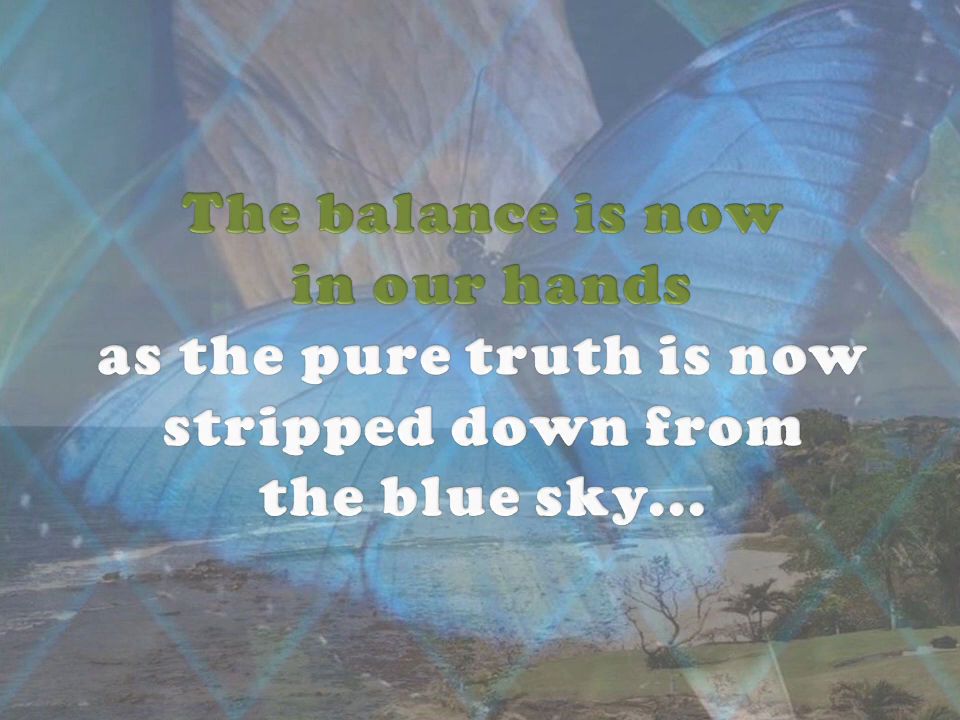 The balance is now
in our hands
as the pure truth is now
stripped down from
the blue sky...